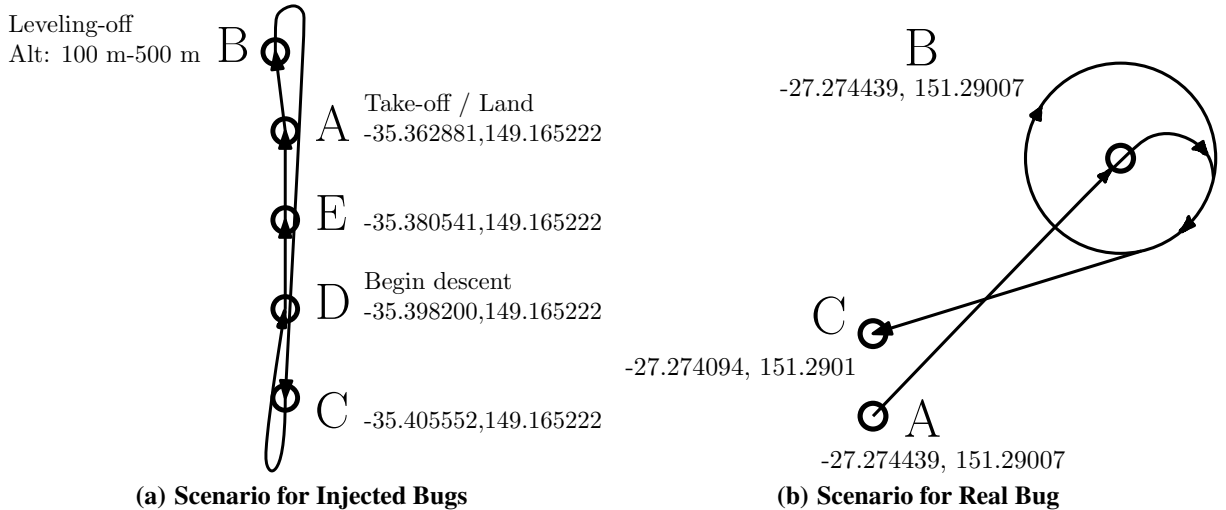 Leveling-off
Alt: 100 m-500 m
B
Take-off / Land
A
-35.362881,149.165222
E
-35.380541,149.165222
Begin descent
D
-35.398200,149.165222
C
-35.405552,149.165222
(a) Scenario for Injected Bugs
B
-27.274439, 151.29007
C
-27.274094, 151.2901
A
-27.274439, 151.29007
(b) Scenario for Real Bug